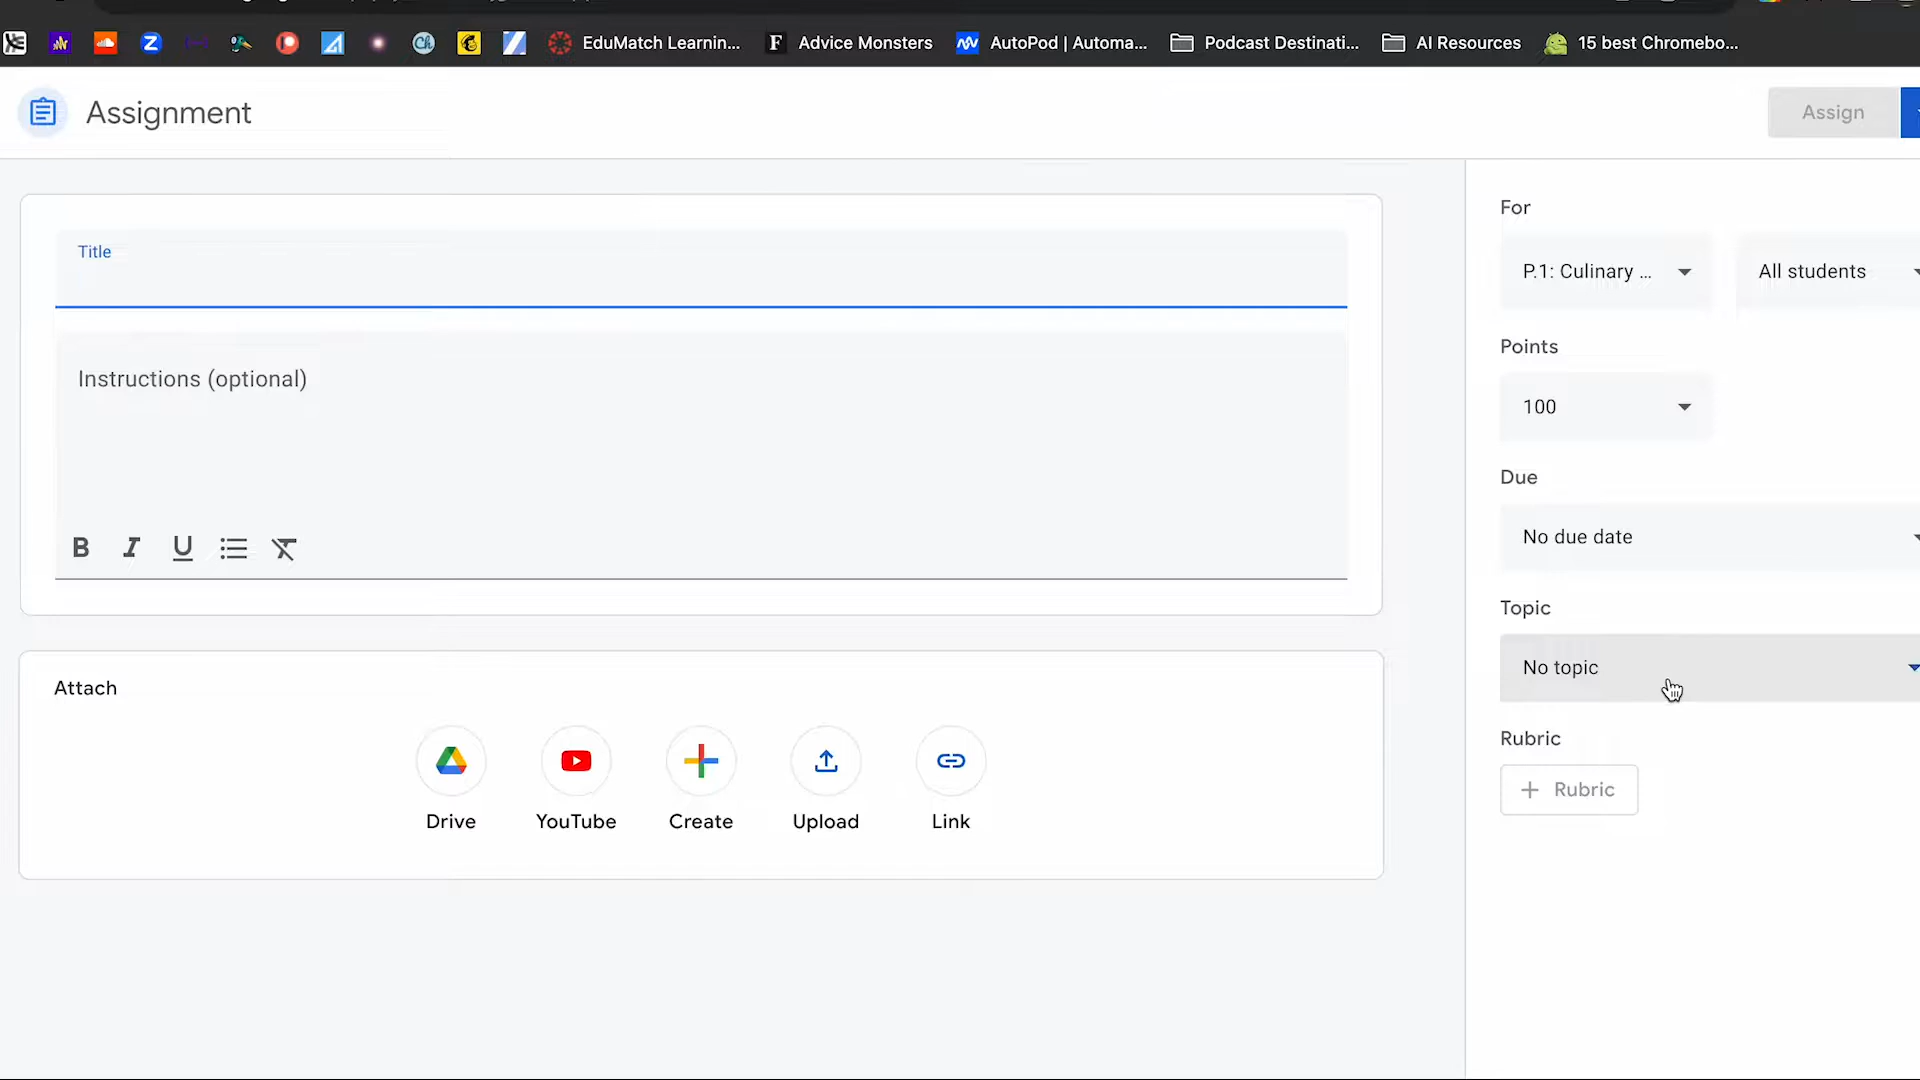 EduMatch Learnin... Advice Monsters AutoPod | Automa... Podcast Destinati... AI Resources 15 best Chromebo...
Assignment
Assign
Title
Instructions (optional)
B I U
Attach
Drive YouTube Create Upload Link
For
P.1: Culinary ... All students
Points
100
Due
No due date
Topic
No topic
Rubric
+ Rubric